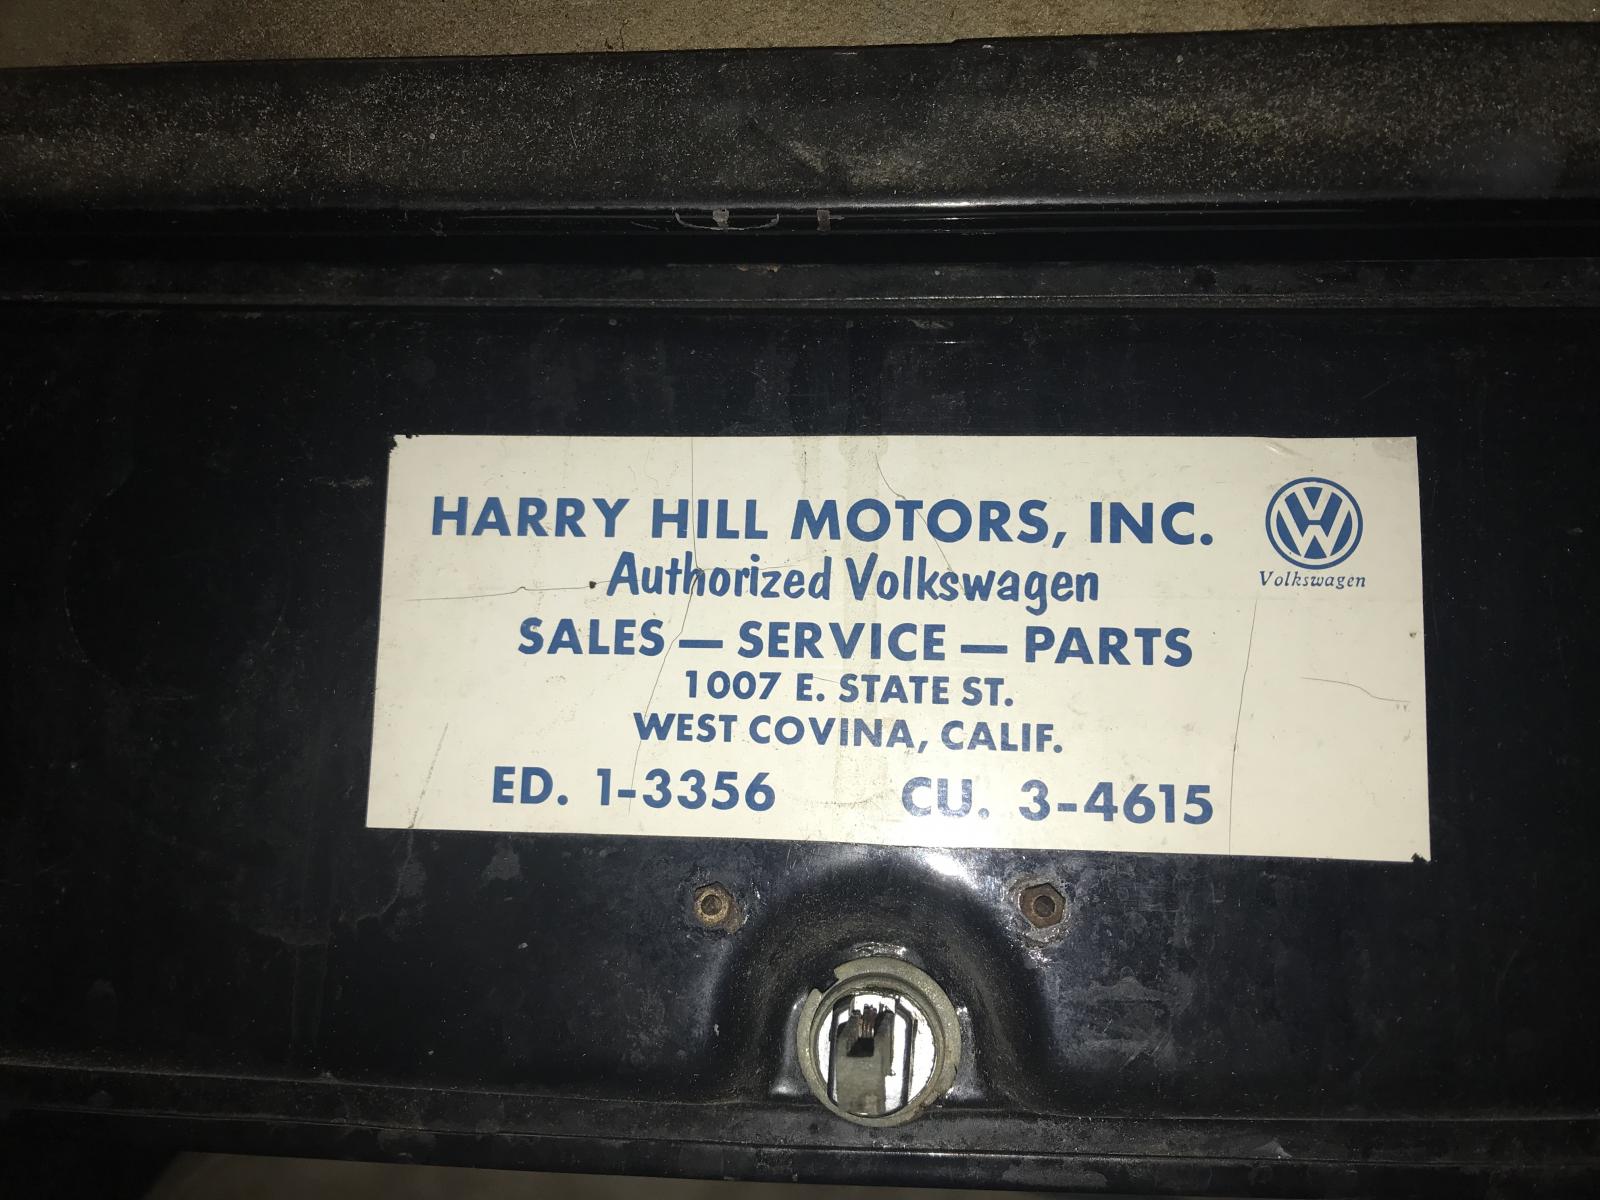 HARRY HILL MOTORS, INC.
Authorized Volkswagen
Volkswagen
SALES — SERVICE — PARTS
1007 E. STATE ST.
WEST COVINA, CALIF.
ED. 1-3356 CU. 3-4615